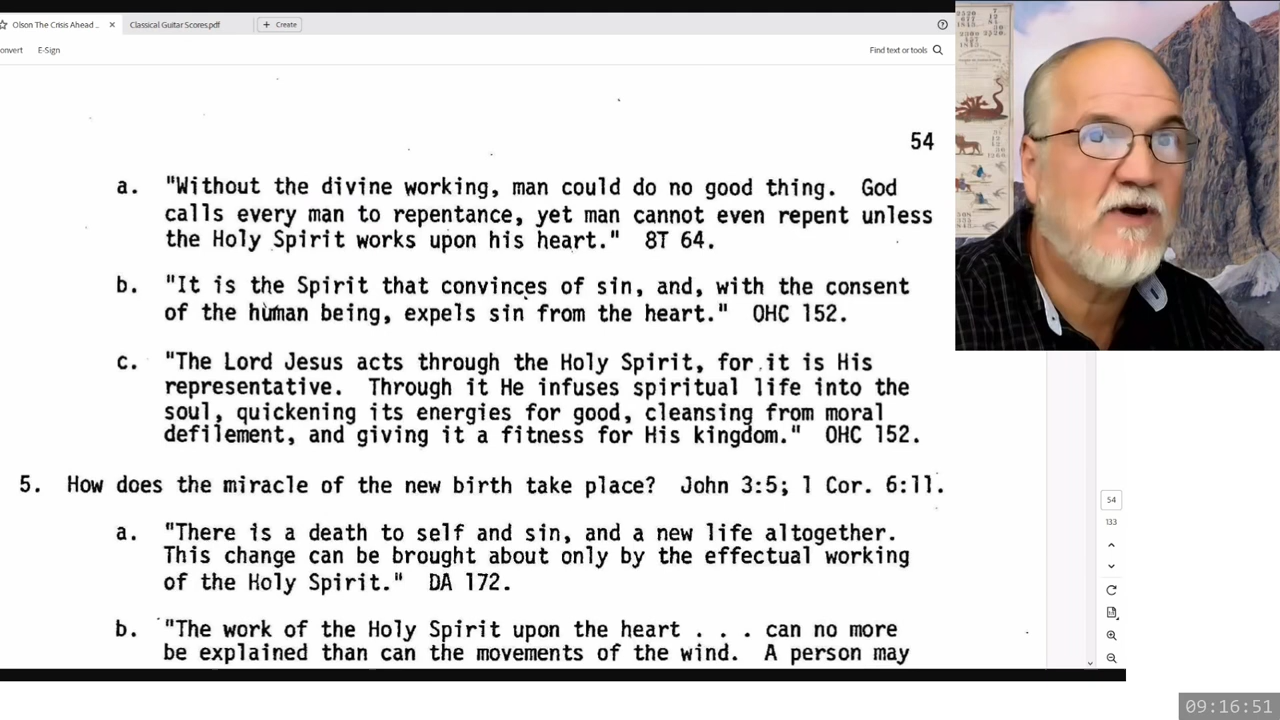 Olson The Crisis Ahead ..
Classical Guitar Scores.pdf
Create
onvert
E-Sign
Find text or tools
54
a. "Without the divine working, man could do no good thing. God
calls every man to repentance, yet man cannot even repent unless
the Holy Spirit works upon his heart." 8T 64.
b. "It is the Spirit that convinces of sin, and, with the consent
of the human being, expels sin from the heart." OHC 152.
c. "The Lord Jesus acts through the Holy Spirit, for it is His
representative. Through it He infuses spiritual life into the
soul, quickening its energies for good, cleansing from moral
defilement, and giving it a fitness for His kingdom." OHC 152.
5. How does the miracle of the new birth take place? John 3:5; 1 Cor. 6:11.
a. "There is a death to self and sin, and a new life altogether.
This change can be brought about only by the effectual working
of the Holy Spirit." DA 172.
b. "The work of the Holy Spirit upon the heart . . . can no more
be explained than can the movements of the wind. A person may
54
133
09:16:51